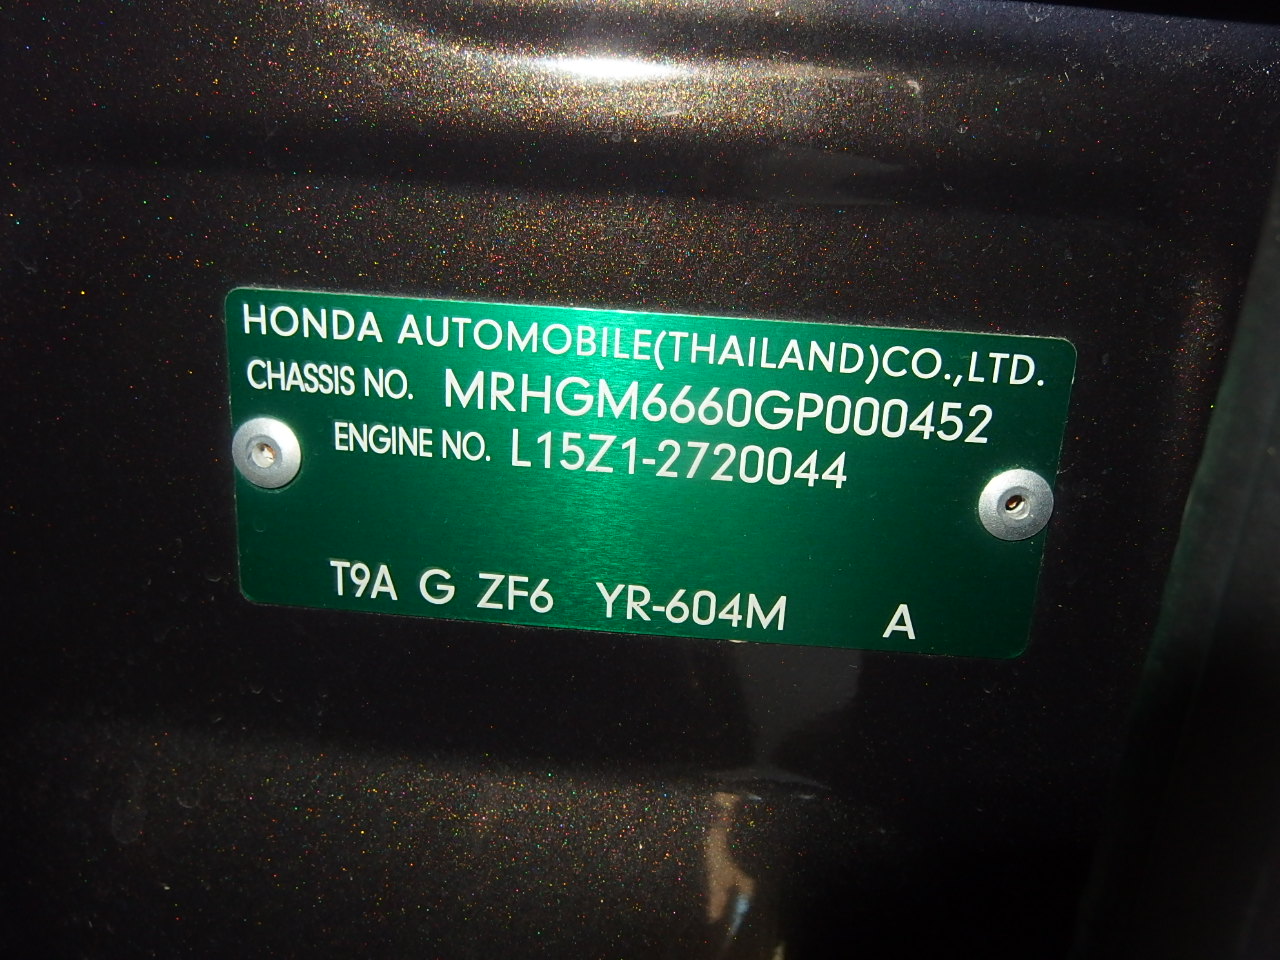 HONDA AUTOMOBILE(THAILAND)CO.,LTD.
CHASSIS NO. MRHGM6660GP000452
ENGINE NO. L15Z1-2720044
T9A G ZF6 YR-604M A